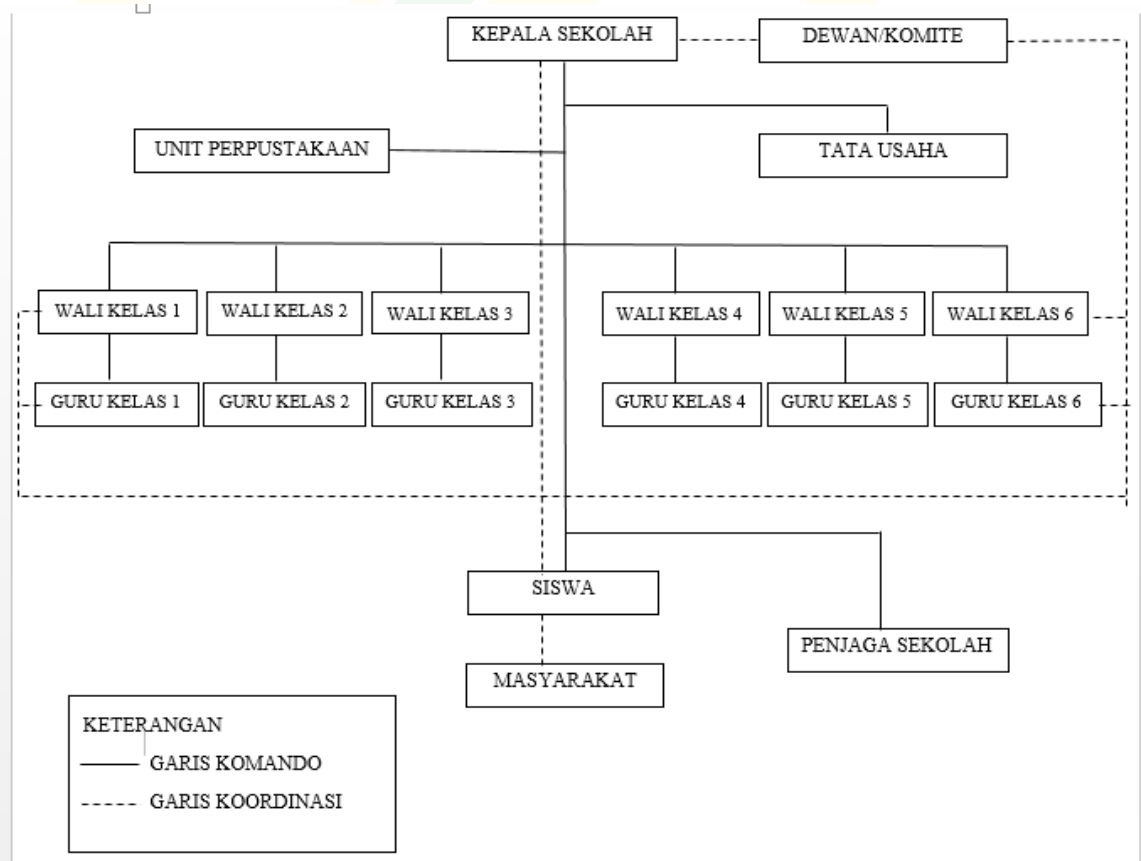 KEPALA SEKOLAH
DEWAN/KOMITE
UNIT PERPUSTAKAAN
TATA USAHA
WALI KELAS 1
WALI KELAS 2
WALI KELAS 3
WALI KELAS 4
WALI KELAS 5
WALI KELAS 6
GURU KELAS 1
GURU KELAS 2
GURU KELAS 3
GURU KELAS 4
GURU KELAS 5
GURU KELAS 6
SISWA
PENJAGA SEKOLAH
MASYARAKAT
KETERANGAN
GARIS KOMANDO
GARIS KOORDINASI